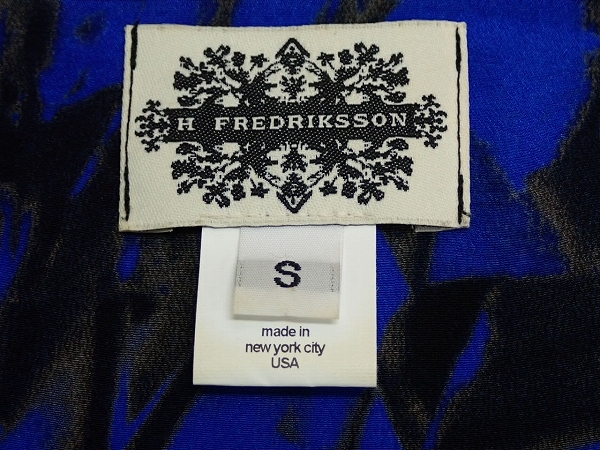 H FREDRIKSSON
S
made in
new york city
USA